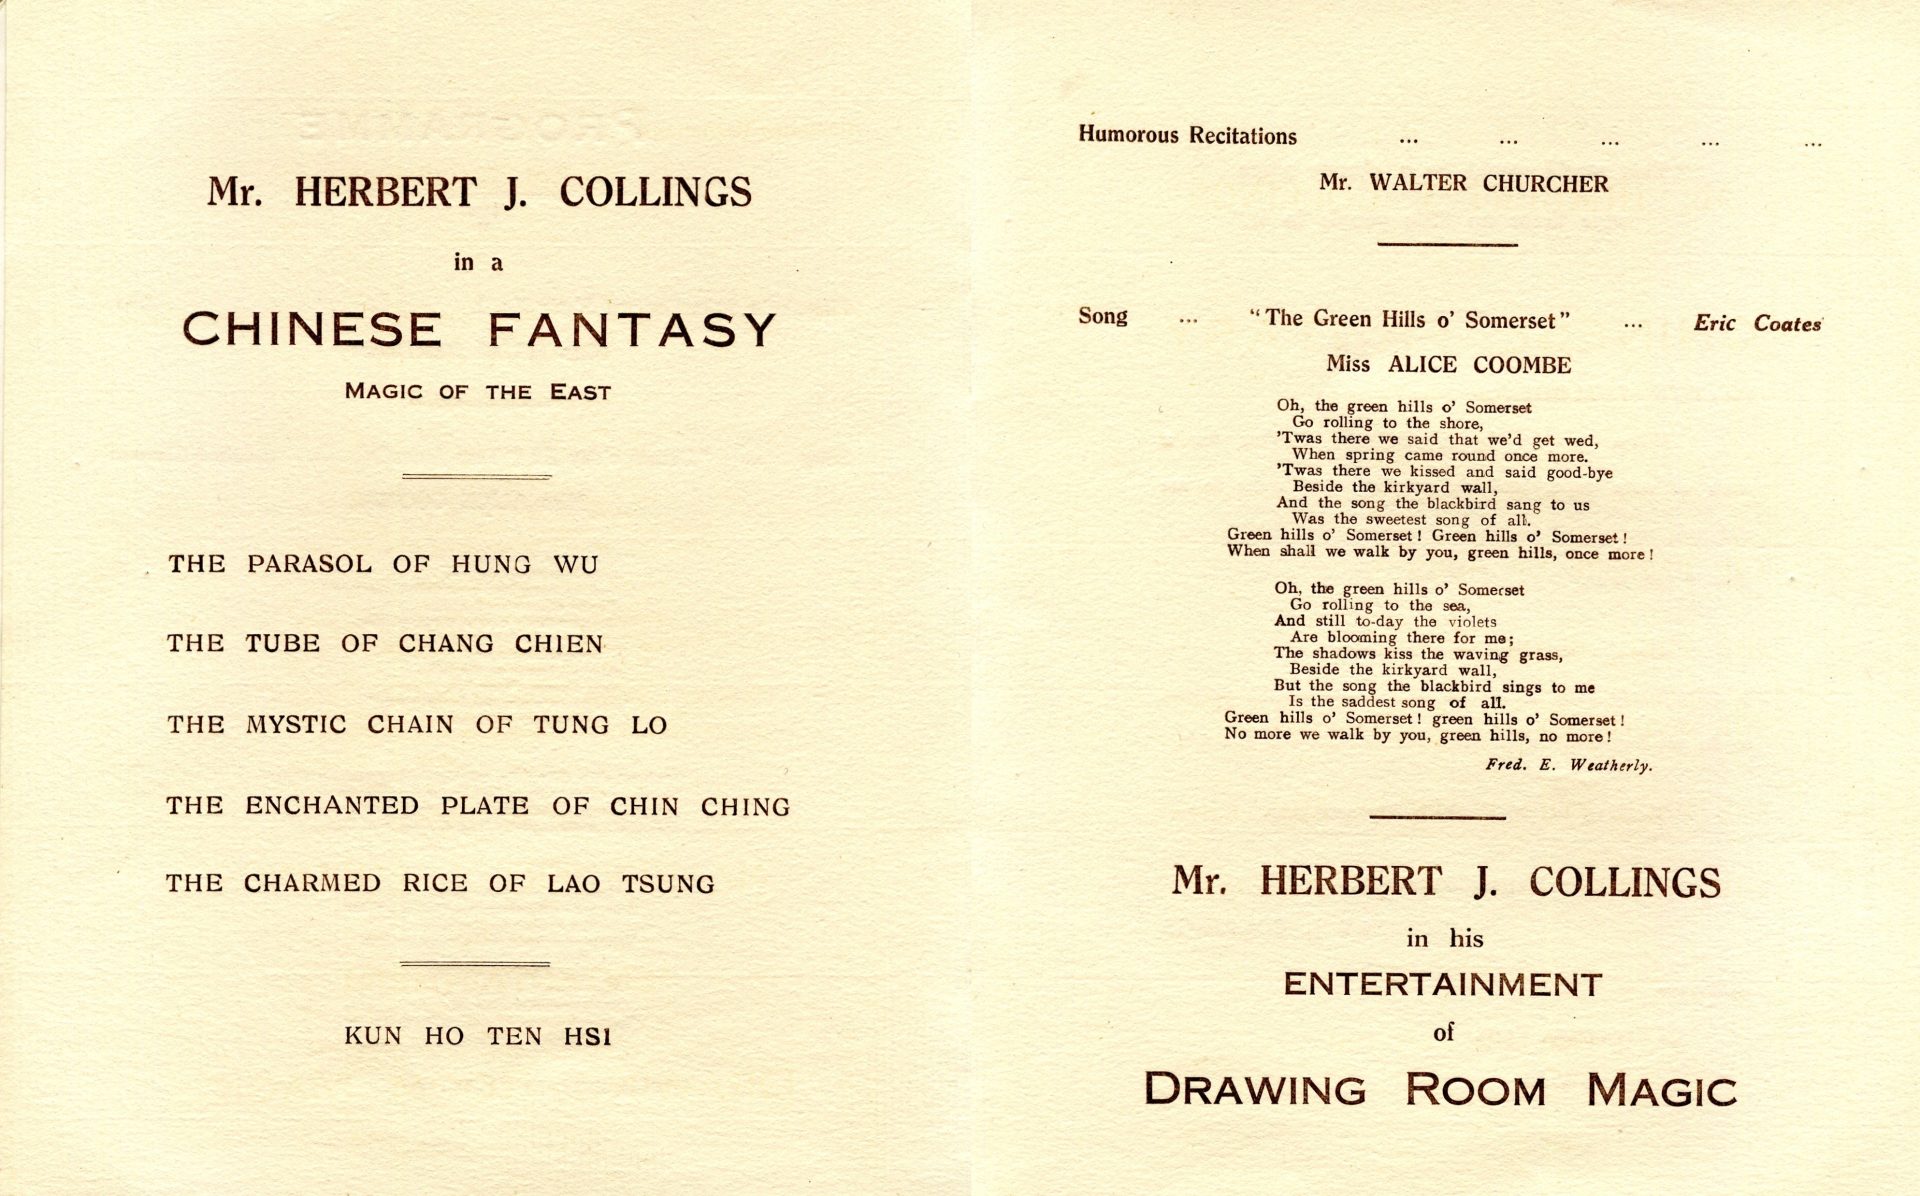 Mr. HERBERT J. COLLINGS
in a
CHINESE FANTASY
MAGIC OF THE EAST
THE PARASOL OF HUNG WU
THE TUBE OF CHANG CHIEN
THE MYSTIC CHAIN OF TUNG LO
THE ENCHANTED PLATE OF CHIN CHING
THE CHARMED RICE OF LAO TSUNG
KUN HO TEN HSI
Humorous Recitations ... ... ... ... ...
Mr. WALTER CHURCHER
Song ... "The Green Hills o' Somerset" ... Eric Coates
Miss ALICE COOMBE
Oh, the green hills o' Somerset
Go rolling to the shore,
'Twas there we said that we'd get wed,
When spring came round once more.
'Twas there we kissed and said good-bye
Beside the kirkyard wall,
And the song the blackbird sang to us
Was the sweetest song of all.
Green hills o' Somerset! Green hills o' Somerset!
When shall we walk by you, green hills, once more!
Oh, the green hills o' Somerset
Go rolling to the sea,
And still to-day the violets
Are blooming there for me;
The shadows kiss the waving grass,
Beside the kirkyard wall,
But the song the blackbird sings to me
Is the saddest song of all.
Green hills o' Somerset! green hills o' Somerset!
No more we walk by you, green hills, no more!
Fred. E. Weatherly.
Mr. HERBERT J. COLLINGS
in his
ENTERTAINMENT
of
DRAWING ROOM MAGIC